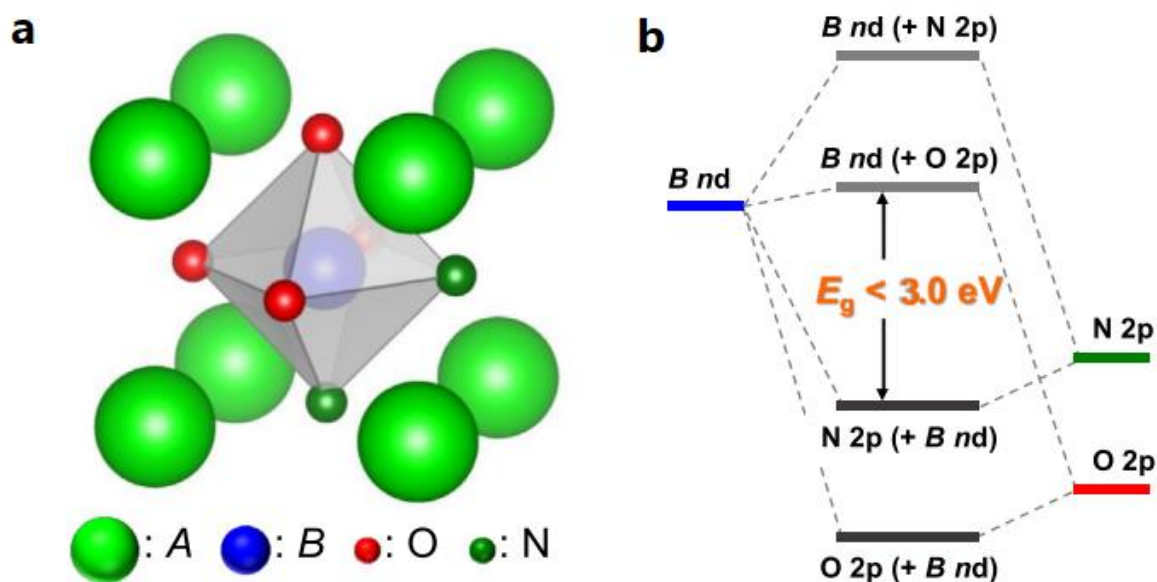 a
: A : B : O : N
b
B nd (+ N 2p)
B nd (+ O 2p)
B nd
Eg < 3.0 eV
N 2p
N 2p (+ B nd)
O 2p
O 2p (+ B nd)